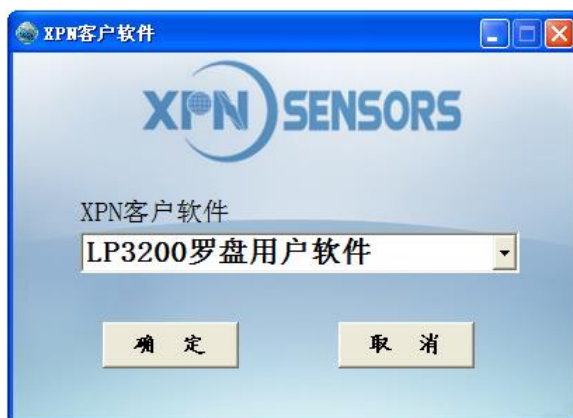 XPN客户软件
XPN SENSORS
XPN客户软件
LP3200罗盘用户软件
确 定
取 消